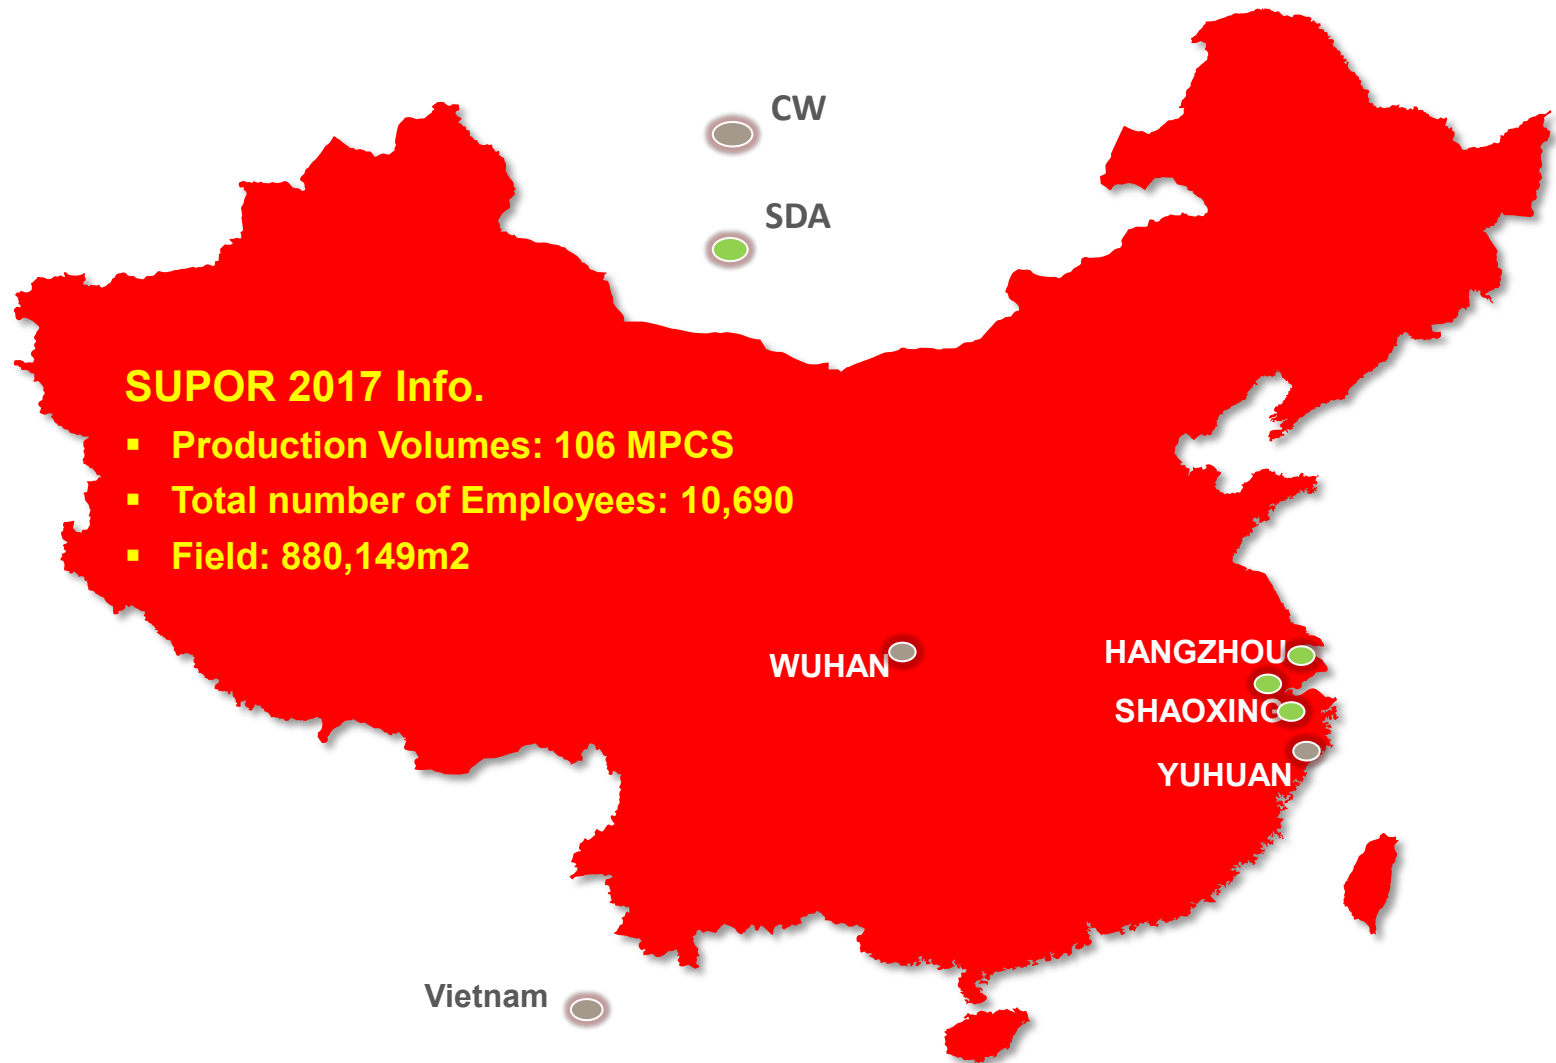 CW
SDA
SUPOR 2017 Info.
▪ Production Volumes: 106 MPCS
▪ Total number of Employees: 10,690
▪ Field: 880,149m2
WUHAN
HANGZHOU
SHAOXING
YUHUAN
Vietnam